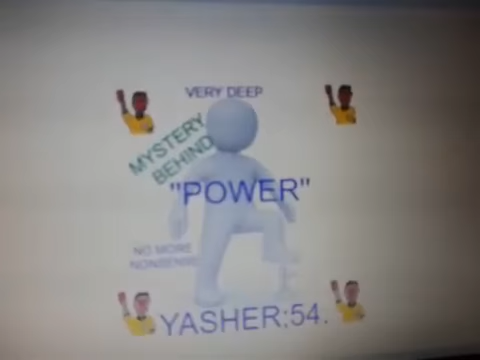 VERY DEEP
MYSTERY
BEHIND
"POWER"
NO MORE
NONSENSE
YASHER:54.